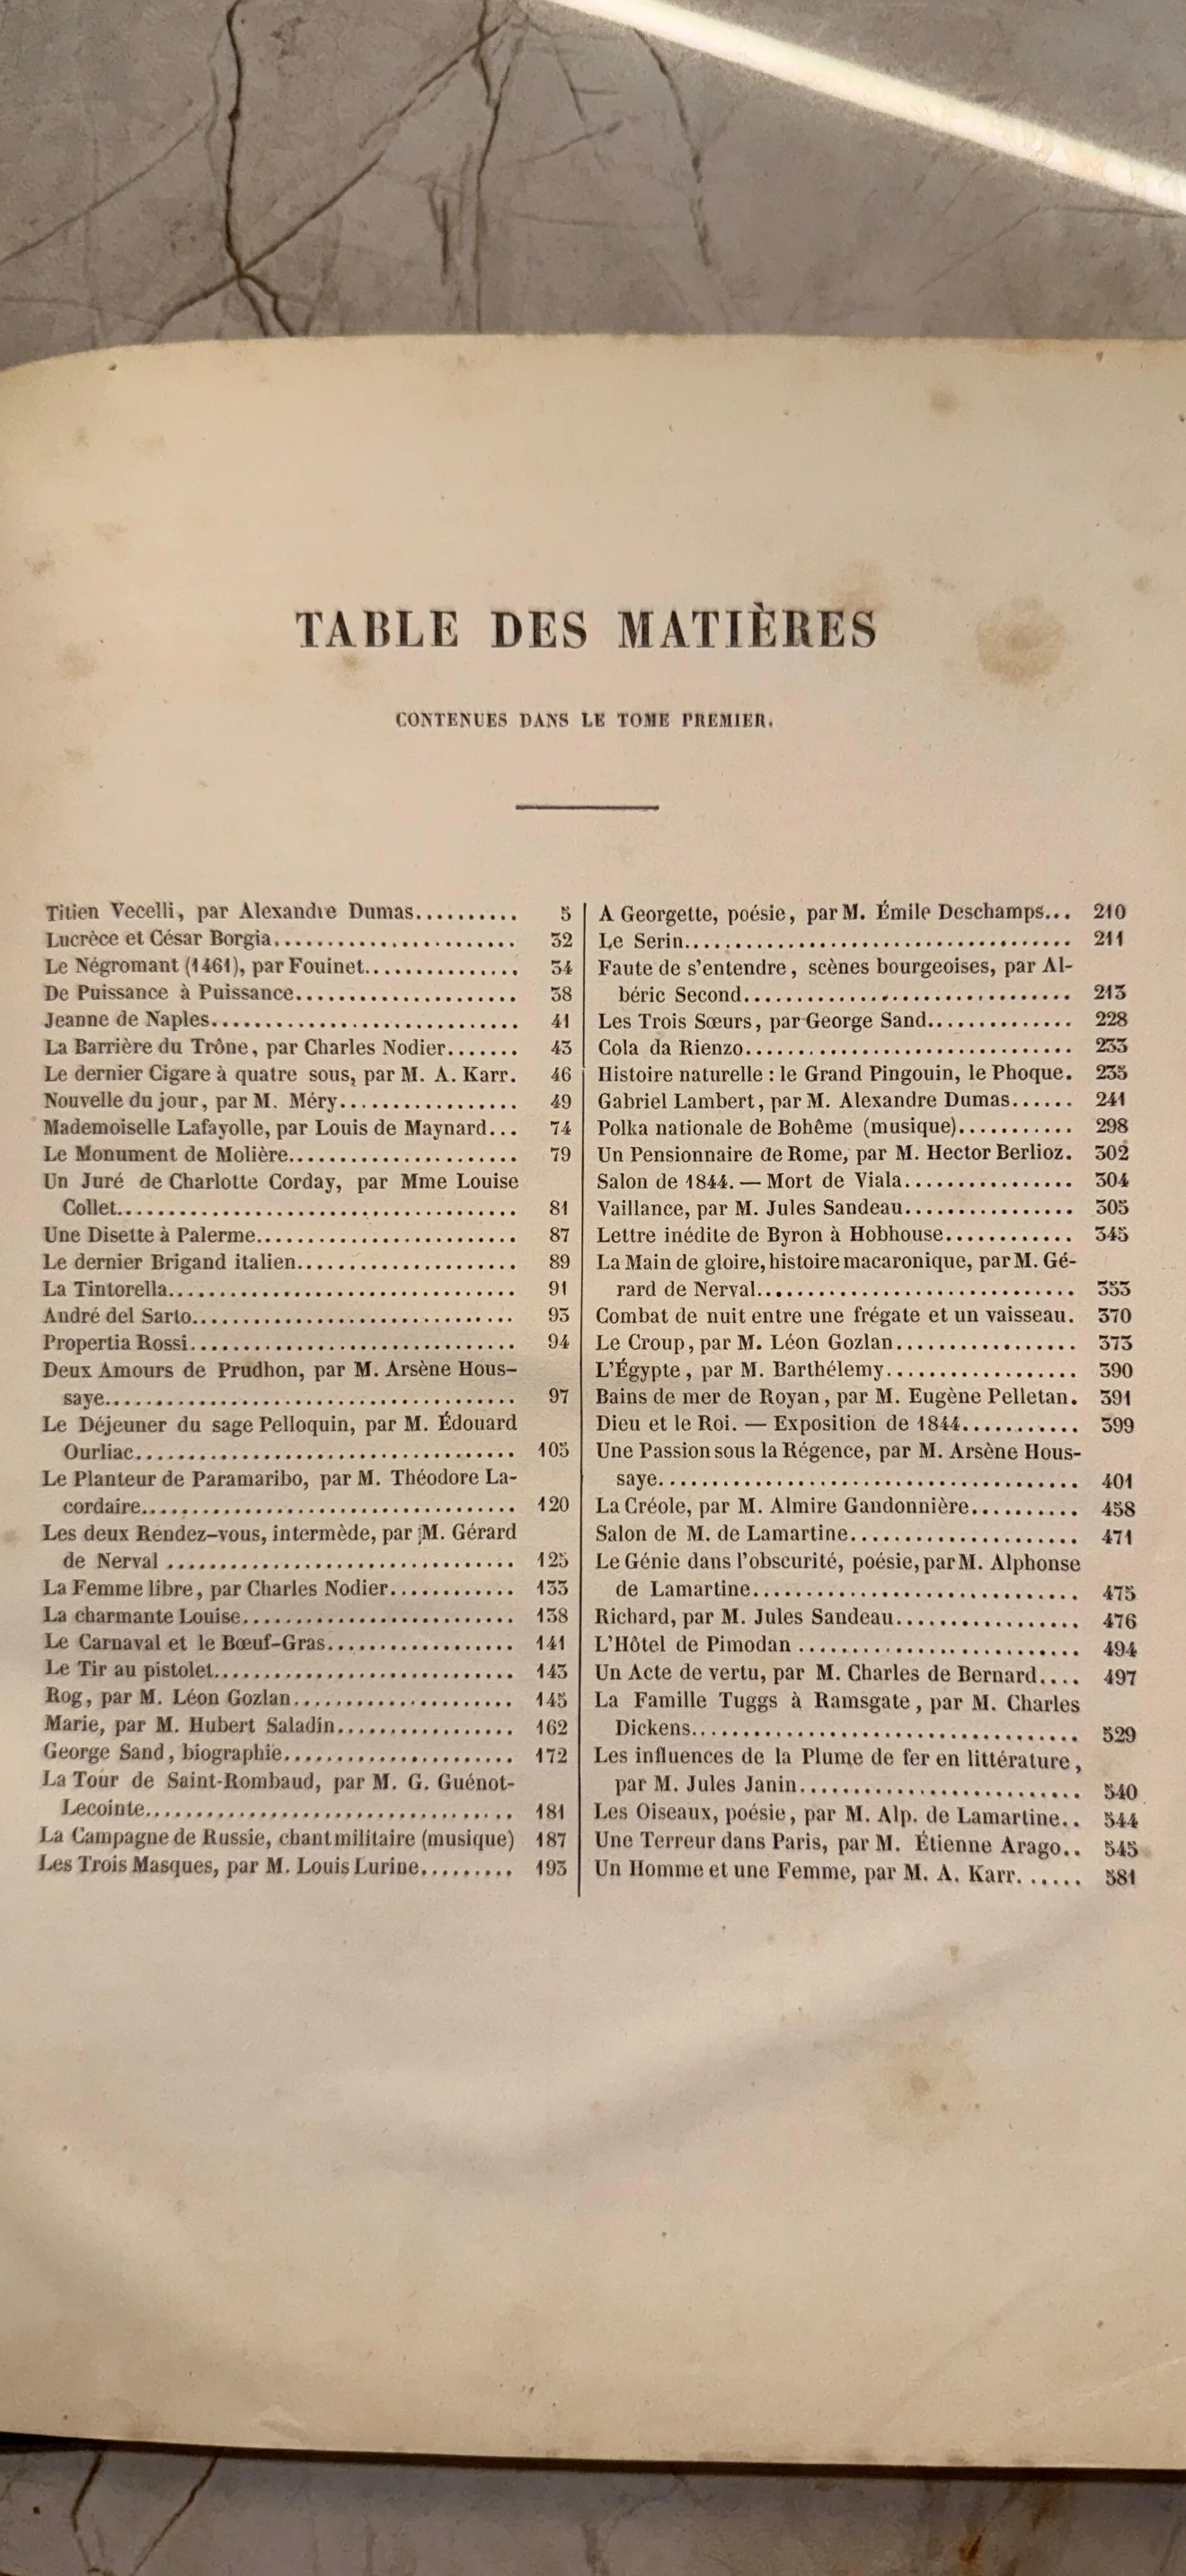 TABLE DES MATIÈRES
CONTENUES DANS LE TOME PREMIER.
Titien Vecelli, par Alexandre Dumas.......... 5
Lucrèce et César Borgia....................... 32
Le Négromant (1461), par Fouinet............... 34
De Puissance à Puissance...................... 38
Jeanne de Naples.............................. 41
La Barrière du Trône, par Charles Nodier....... 43
Le dernier Cigare à quatre sous, par M. A. Karr. 46
Nouvelle du jour, par M. Méry................. 49
Mademoiselle Lafayolle, par Louis de Maynard... 74
Le Monument de Molière....................... 79
Un Juré de Charlotte Corday, par Mme Louise
Collet....................................... 81
Une Disette à Palerme......................... 87
Le dernier Brigand italien..................... 89
La Tintorella.................................. 91
André del Sarto............................... 93
Propertia Rossi................................ 94
Deux Amours de Prudhon, par M. Arsène Hous-
saye........................................ 97
Le Déjeuner du sage Pelloquin, par M. Édouard
Ourliac..................................... 105
Le Planteur de Paramaribo, par M. Théodore La-
cordaire.................................... 120
Les deux Rendez-vous, intermède, par M. Gérard
de Nerval .................................. 125
La Femme libre, par Charles Nodier............ 133
La charmante Louise.......................... 138
Le Carnaval et le Bœuf-Gras.................. 141
Le Tir au pistolet............................. 143
Rog, par M. Léon Gozlan...................... 145
Marie, par M. Hubert Saladin................. 162
George Sand, biographie...................... 172
La Tour de Saint-Rombaud, par M. G. Guénot-
Lecointe.................................... 181
La Campagne de Russie, chant militaire (musique) 187
Les Trois Masques, par M. Louis Lurine......... 193
A Georgette, poésie, par M. Émile Deschamps... 210
Le Serin...................................... 211
Faute de s'entendre, scènes bourgeoises, par Al-
béric Second................................. 213
Les Trois Sœurs, par George Sand.............. 228
Cola da Rienzo................................ 233
Histoire naturelle : le Grand Pingouin, le Phoque. 235
Gabriel Lambert, par M. Alexandre Dumas...... 241
Polka nationale de Bohême (musique)........... 298
Un Pensionnaire de Rome, par M. Hector Berlioz. 302
Salon de 1844. — Mort de Viala................ 304
Vaillance, par M. Jules Sandeau................ 305
Lettre inédite de Byron à Hobhouse............ 345
La Main de gloire, histoire macaronique, par M. Gé-
rard de Nerval............................... 353
Combat de nuit entre une frégate et un vaisseau. 370
Le Croup, par M. Léon Gozlan................. 373
L'Égypte, par M. Barthélemy.................. 390
Bains de mer de Royan, par M. Eugène Pelletan. 391
Dieu et le Roi. — Exposition de 1844........... 399
Une Passion sous la Régence, par M. Arsène Hous-
saye........................................ 401
La Créole, par M. Almire Gandonnière.......... 458
Salon de M. de Lamartine...................... 471
Le Génie dans l'obscurité, poésie, par M. Alphonse
de Lamartine................................ 475
Richard, par M. Jules Sandeau................. 476
L'Hôtel de Pimodan ........................... 494
Un Acte de vertu, par M. Charles de Bernard.... 497
La Famille Tuggs à Ramsgate, par M. Charles
Dickens...................................... 529
Les influences de la Plume de fer en littérature,
par M. Jules Janin........................... 540
Les Oiseaux, poésie, par M. Alp. de Lamartine.. 544
Une Terreur dans Paris, par M. Étienne Arago.. 545
Un Homme et une Femme, par M. A. Karr. ..... 581